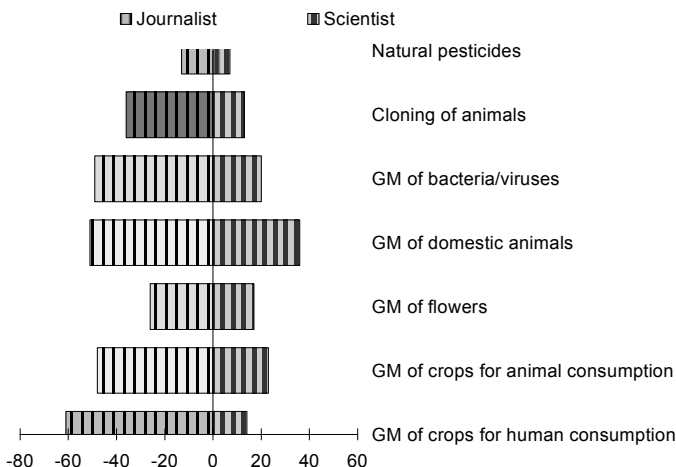 Journalist Scientist
Natural pesticides
Cloning of animals
GM of bacteria/viruses
GM of domestic animals
GM of flowers
GM of crops for animal consumption
GM of crops for human consumption
-80 -60 -40 -20 0 20 40 60